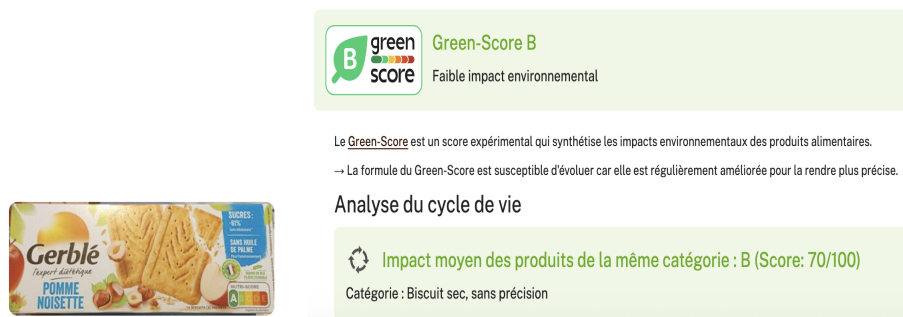 B
green
score
Green-Score B
Faible impact environnemental
Le Green-Score est un score expérimental qui synthétise les impacts environnementaux des produits alimentaires.
→ La formule du Green-Score est susceptible d'évoluer car elle est régulièrement améliorée pour la rendre plus précise.
Analyse du cycle de vie
Impact moyen des produits de la même catégorie : B (Score: 70/100)
Catégorie : Biscuit sec, sans précision
Gerblé
l'expert diététique
POMME
NOISETTE
SUCRES:
SANS HUILE
DE PALME
NUTRI-SCORE
A B C D E